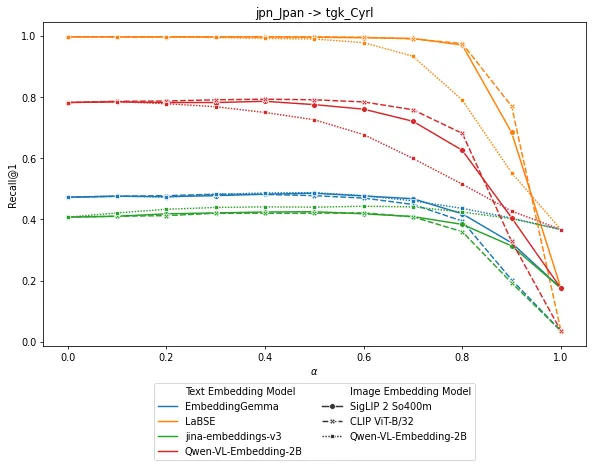 jpn_Jpan -> tgk_Cyrl
Recall@1
1.0
0.8
0.6
0.4
0.2
0.0
0.0 0.2 0.4 0.6 0.8 1.0
α
Text Embedding Model
EmbeddingGemma
LaBSE
jina-embeddings-v3
Qwen-VL-Embedding-2B
Image Embedding Model
SigLIP 2 So400m
CLIP ViT-B/32
Qwen-VL-Embedding-2B